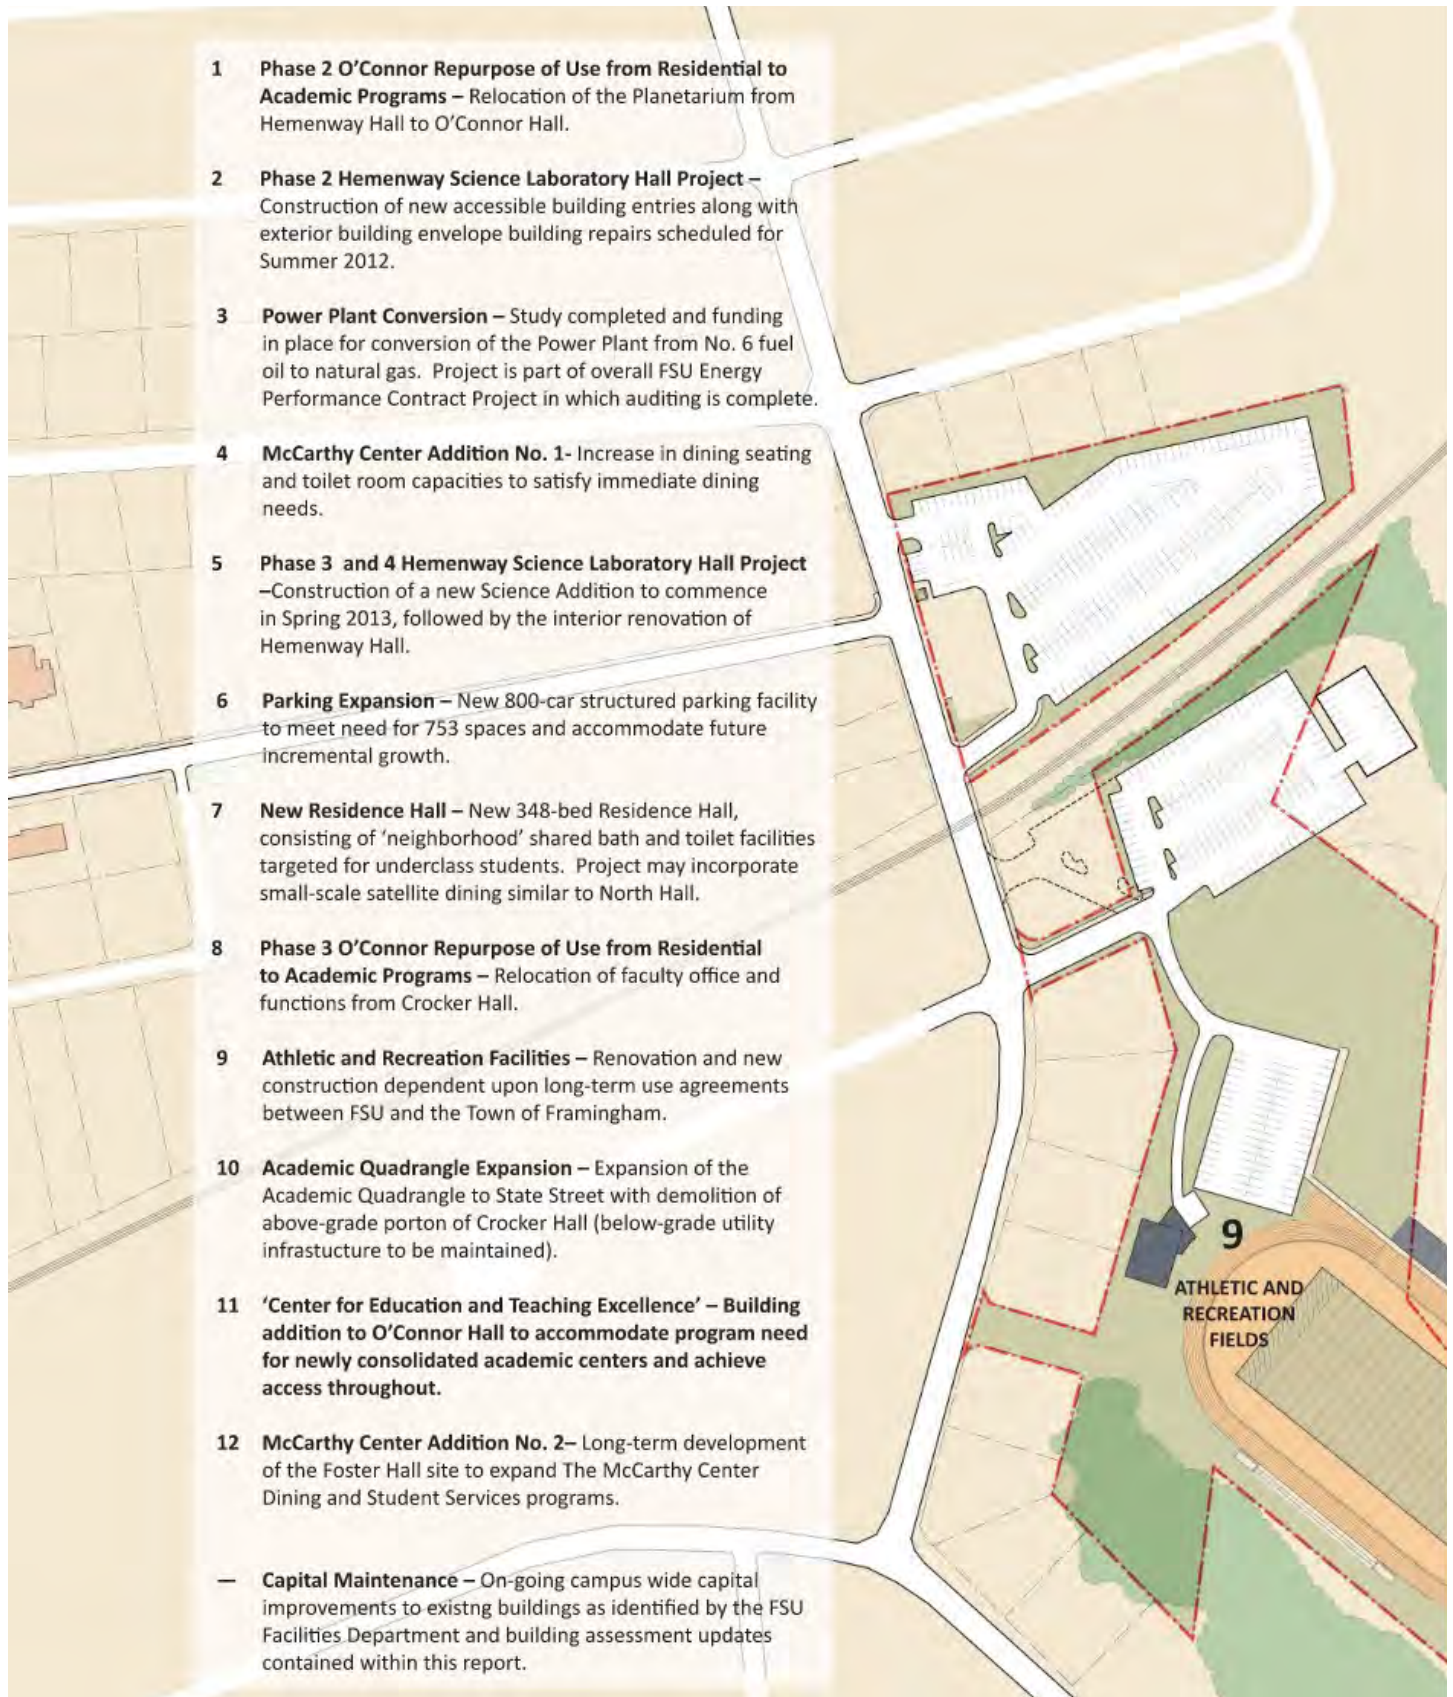 1 Phase 2 O’Connor Repurpose of Use from Residential to
Academic Programs – Relocation of the Planetarium from
Hemenway Hall to O’Connor Hall.
2 Phase 2 Hemenway Science Laboratory Hall Project –
Construction of new accessible building entries along with
exterior building envelope building repairs scheduled for
Summer 2012.
3 Power Plant Conversion – Study completed and funding
in place for conversion of the Power Plant from No. 6 fuel
oil to natural gas. Project is part of overall FSU Energy
Performance Contract Project in which auditing is complete.
4 McCarthy Center Addition No. 1- Increase in dining seating
and toilet room capacities to satisfy immediate dining
needs.
5 Phase 3 and 4 Hemenway Science Laboratory Hall Project
–Construction of a new Science Addition to commence
in Spring 2013, followed by the interior renovation of
Hemenway Hall.
6 Parking Expansion – New 800-car structured parking facility
to meet need for 753 spaces and accommodate future
incremental growth.
7 New Residence Hall – New 348-bed Residence Hall,
consisting of ‘neighborhood’ shared bath and toilet facilities
targeted for underclass students. Project may incorporate
small-scale satellite dining similar to North Hall.
8 Phase 3 O’Connor Repurpose of Use from Residential
to Academic Programs – Relocation of faculty office and
functions from Crocker Hall.
9 Athletic and Recreation Facilities – Renovation and new
construction dependent upon long-term use agreements
between FSU and the Town of Framingham.
10 Academic Quadrangle Expansion – Expansion of the
Academic Quadrangle to State Street with demolition of
above-grade porton of Crocker Hall (below-grade utility
infrastucture to be maintained).
11 ‘Center for Education and Teaching Excellence’ – Building
addition to O’Connor Hall to accommodate program need
for newly consolidated academic centers and achieve
access throughout.
12 McCarthy Center Addition No. 2– Long-term development
of the Foster Hall site to expand The McCarthy Center
Dining and Student Services programs.
— Capital Maintenance – On-going campus wide capital
improvements to existng buildings as identified by the FSU
Facilities Department and building assessment updates
contained within this report.
9
ATHLETIC AND
RECREATION
FIELDS